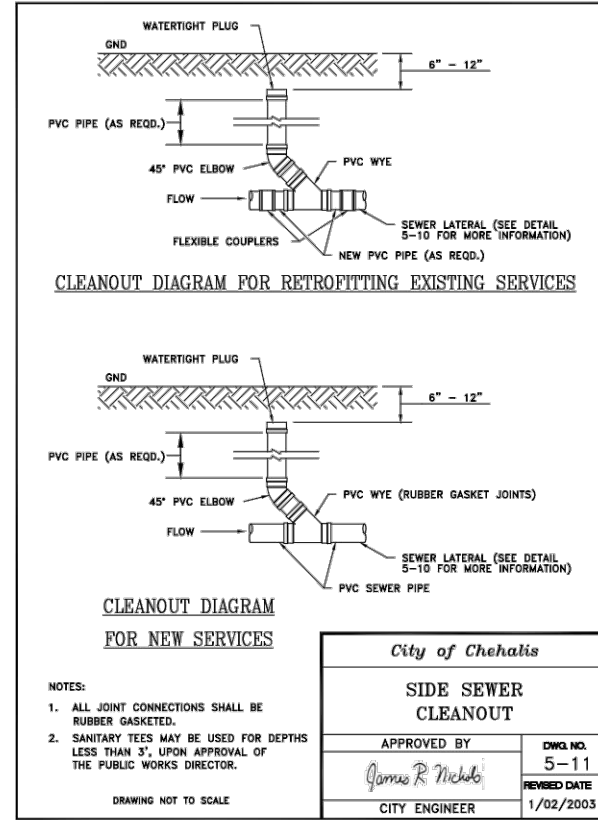 WATERTIGHT PLUG
GND
6" - 12"
PVC PIPE (AS REQD.)
45° PVC ELBOW
PVC WYE
FLOW
SEWER LATERAL (SEE DETAIL
5-10 FOR MORE INFORMATION)
FLEXIBLE COUPLERS
NEW PVC PIPE (AS REQD.)
CLEANOUT DIAGRAM FOR RETROFITTING EXISTING SERVICES
WATERTIGHT PLUG
GND
6" - 12"
PVC PIPE (AS REQD.)
45° PVC ELBOW
PVC WYE (RUBBER GASKET JOINTS)
FLOW
SEWER LATERAL (SEE DETAIL
5-10 FOR MORE INFORMATION)
PVC SEWER PIPE
CLEANOUT DIAGRAM
FOR NEW SERVICES
NOTES:
1. ALL JOINT CONNECTIONS SHALL BE
RUBBER GASKETED.
2. SANITARY TEES MAY BE USED FOR DEPTHS
LESS THAN 3', UPON APPROVAL OF
THE PUBLIC WORKS DIRECTOR.
DRAWING NOT TO SCALE
City of Chehalis
SIDE SEWER
CLEANOUT
APPROVED BY
James R Nichols
CITY ENGINEER
DWG. NO.
5-11
REVISED DATE
1/02/2003